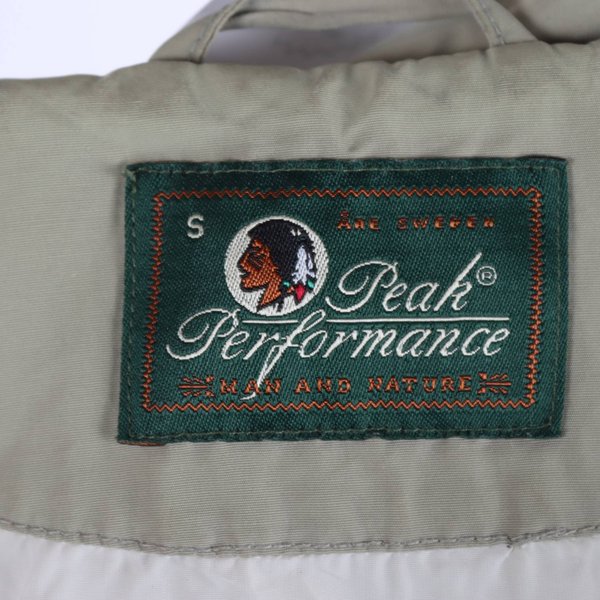 S
Åre Sweden
Peak®
Performance
MAN AND NATURE